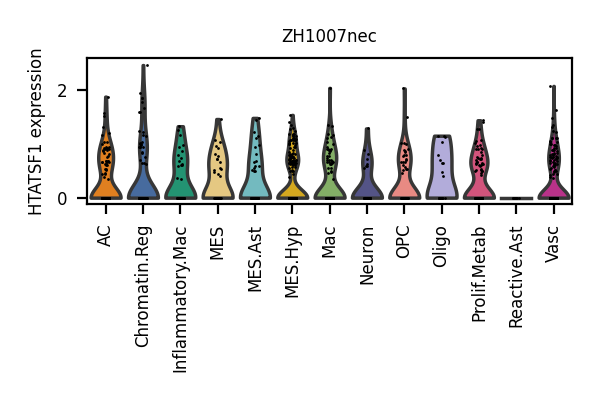 ZH1007nec
HTATSF1 expression
2
0
AC
Chromatin.Reg
Inflammatory.Mac
MES
MES.Ast
MES.Hyp
Mac
Neuron
OPC
Oligo
Prolif.Metab
Reactive.Ast
Vasc